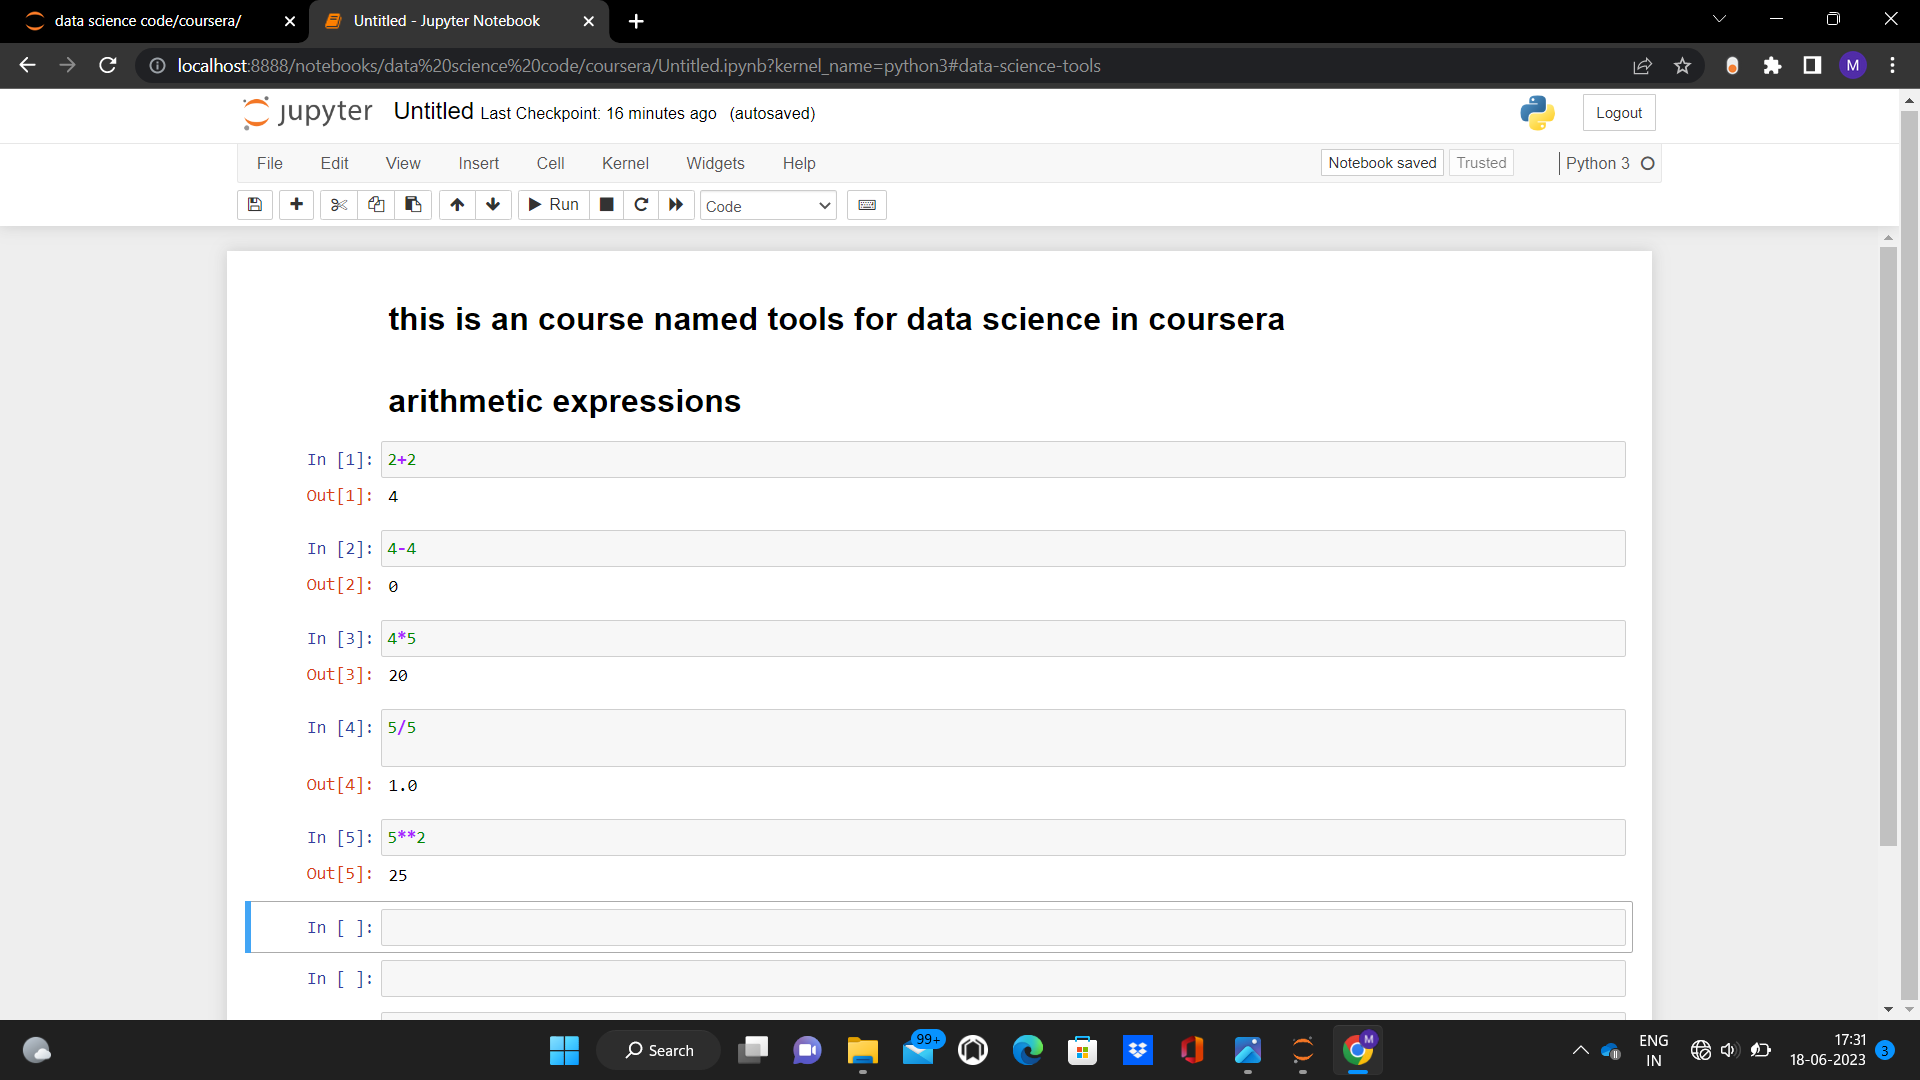 data science code/coursera/
Untitled - Jupyter Notebook
localhost:8888/notebooks/data%20science%20code/coursera/Untitled.ipynb?kernel_name=python3#data-science-tools
M
jupyter Untitled Last Checkpoint: 16 minutes ago (autosaved)
Logout
File Edit View Insert Cell Kernel Widgets Help
Notebook saved Trusted Python 3
Run Code
this is an course named tools for data science in coursera
arithmetic expressions
In [1]: 2+2
Out[1]: 4
In [2]: 4-4
Out[2]: 0
In [3]: 4*5
Out[3]: 20
In [4]: 5/5
Out[4]: 1.0
In [5]: 5**2
Out[5]: 25
In [ ]:
In [ ]:
Search
99+
M
ENG
IN
17:31
18-06-2023
3